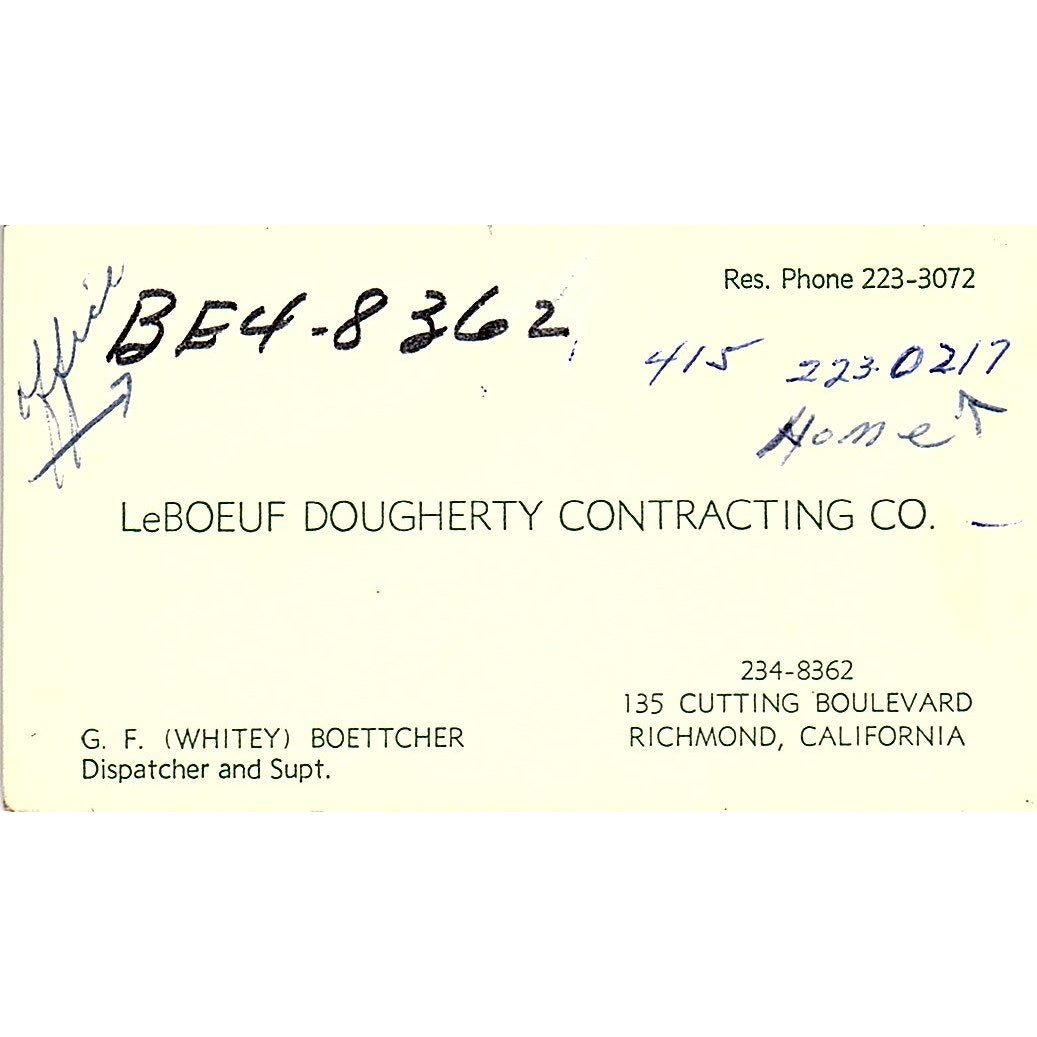 Res. Phone 223-3072
Office
BE4-8362
415 223-0217
Home
LeBOEUF DOUGHERTY CONTRACTING CO.
234-8362
135 CUTTING BOULEVARD
RICHMOND, CALIFORNIA
G. F. (WHITEY) BOETTCHER
Dispatcher and Supt.